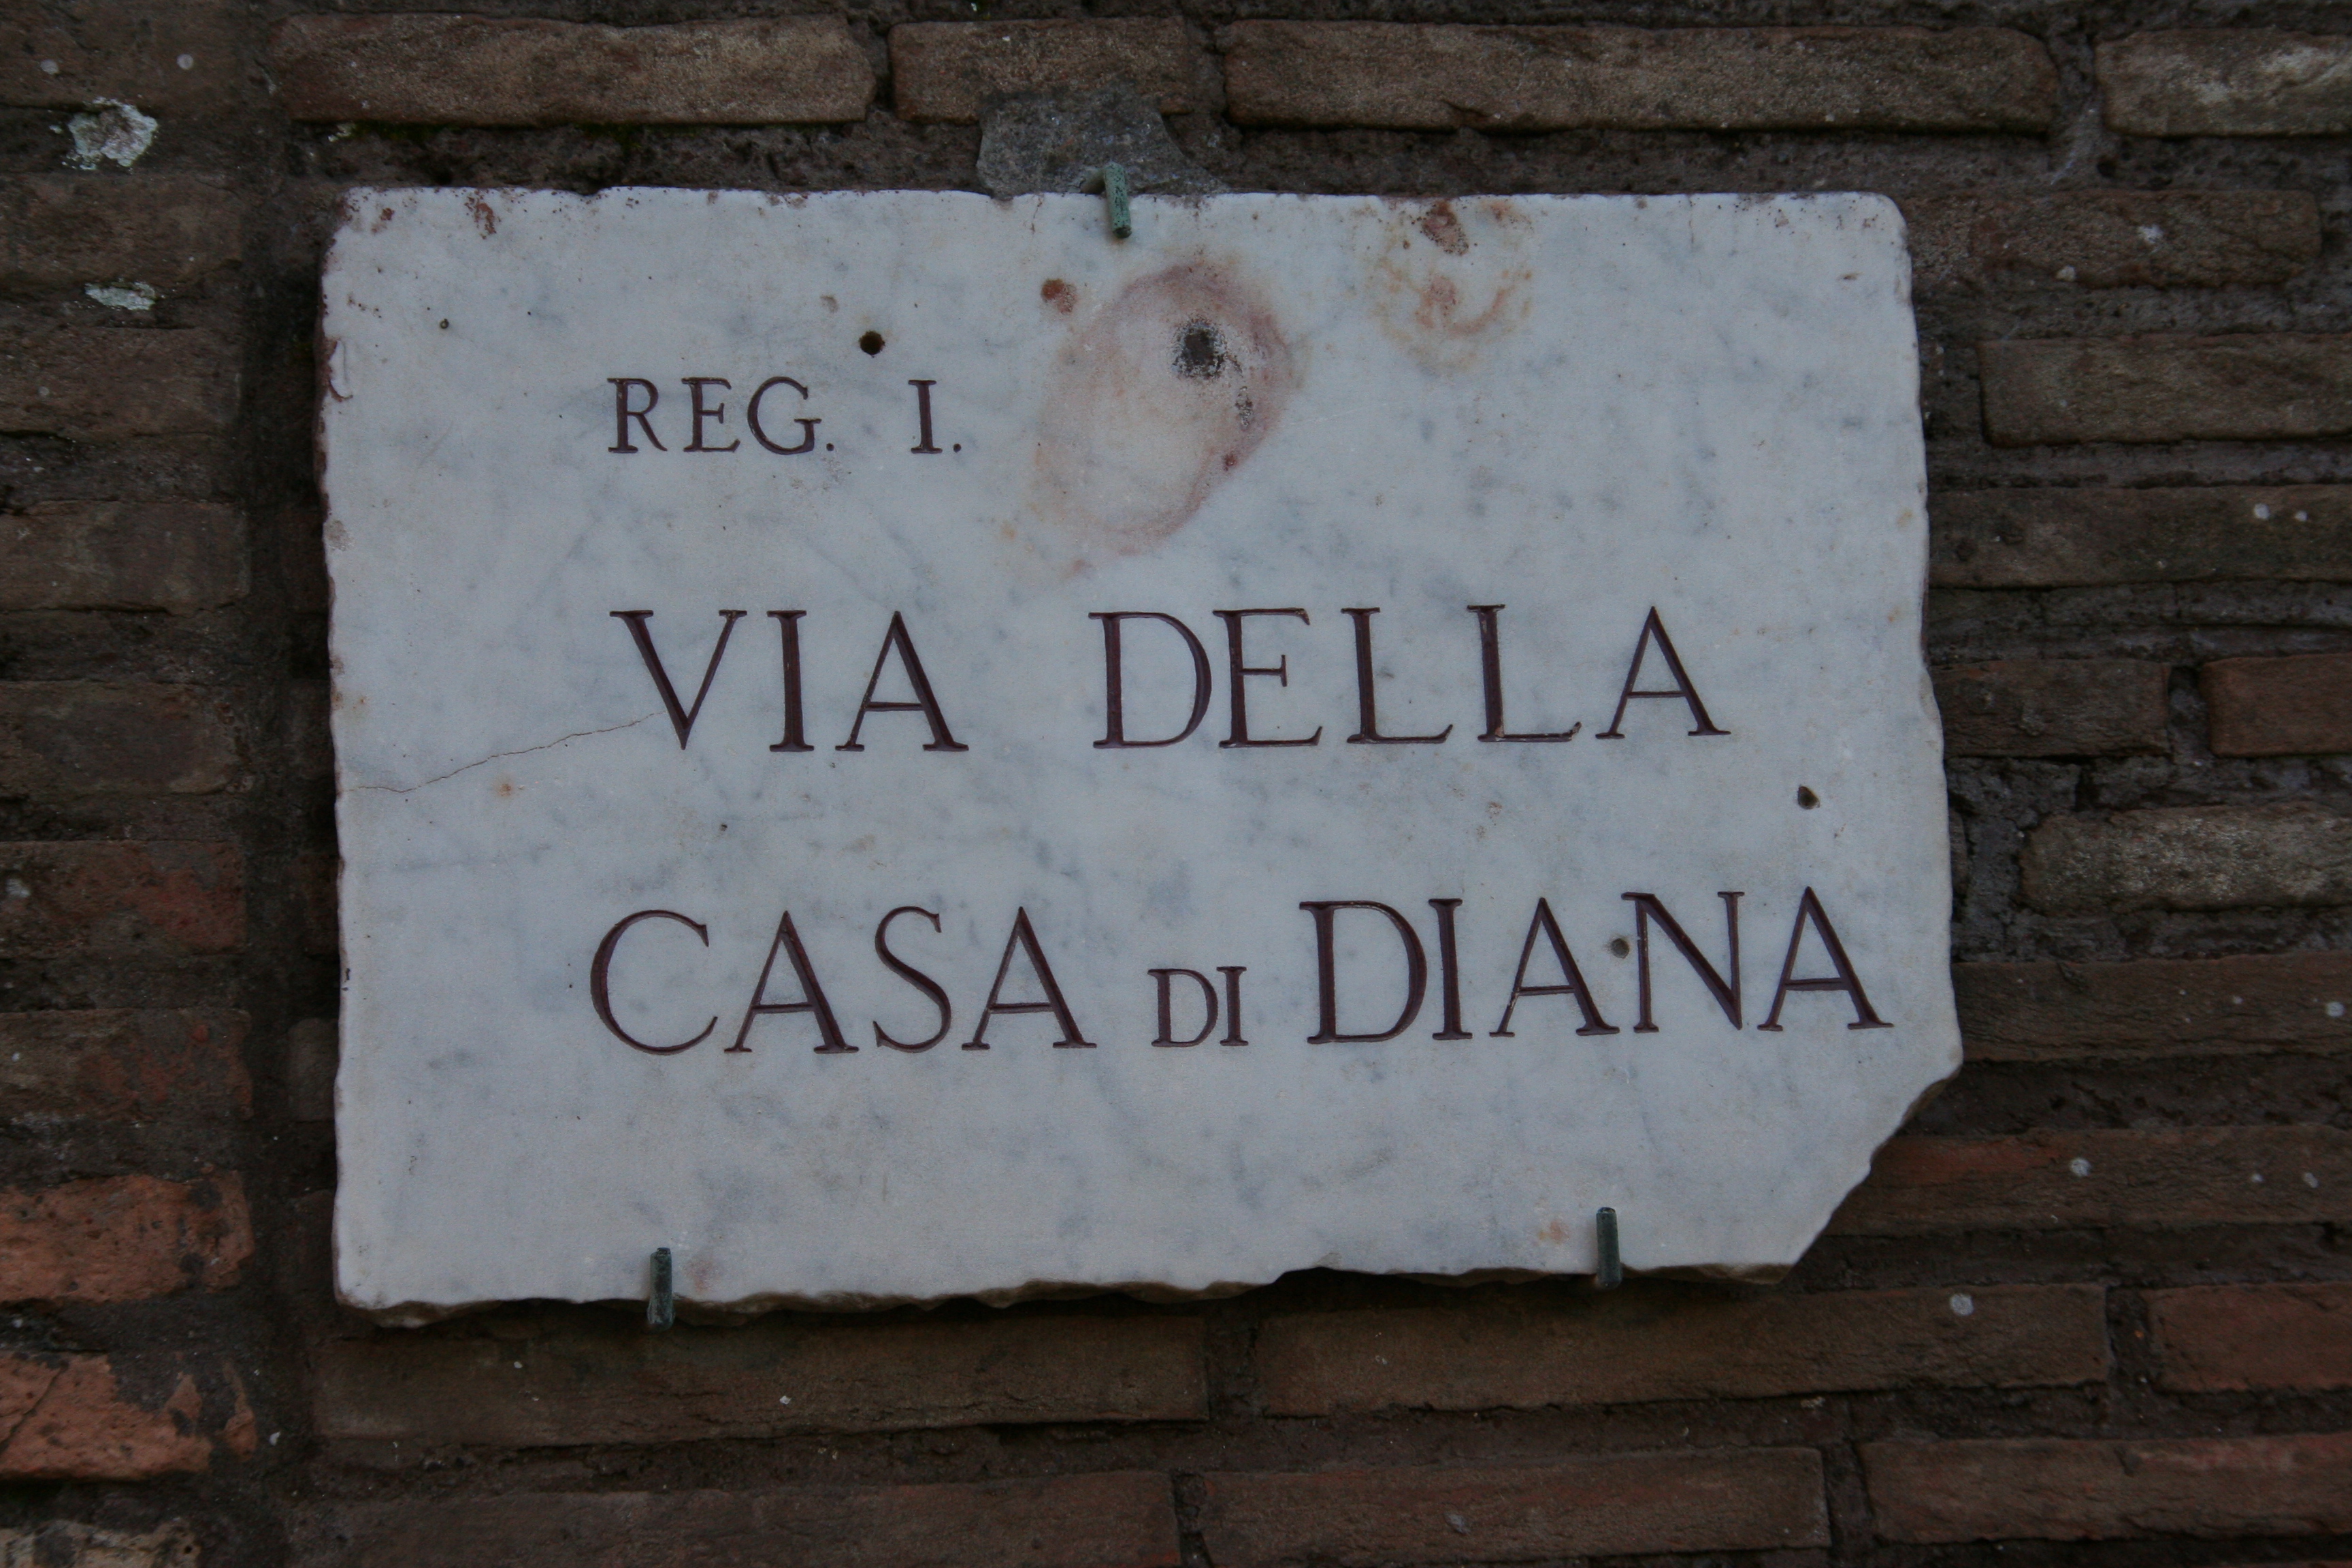 REG. I.
VIA DELLA
CASA DI DIANA